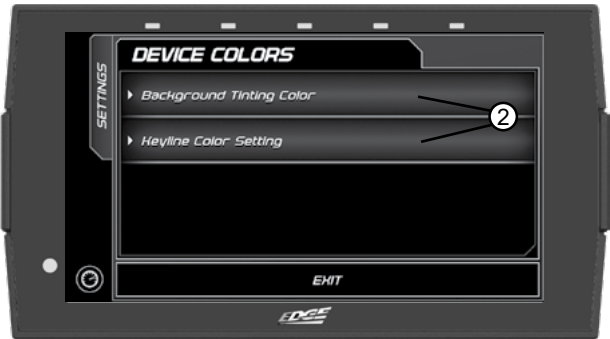 DEVICE COLORS
SETTINGS
Background Tinting Color
2
Keyline Color Setting
EXIT
EDGE